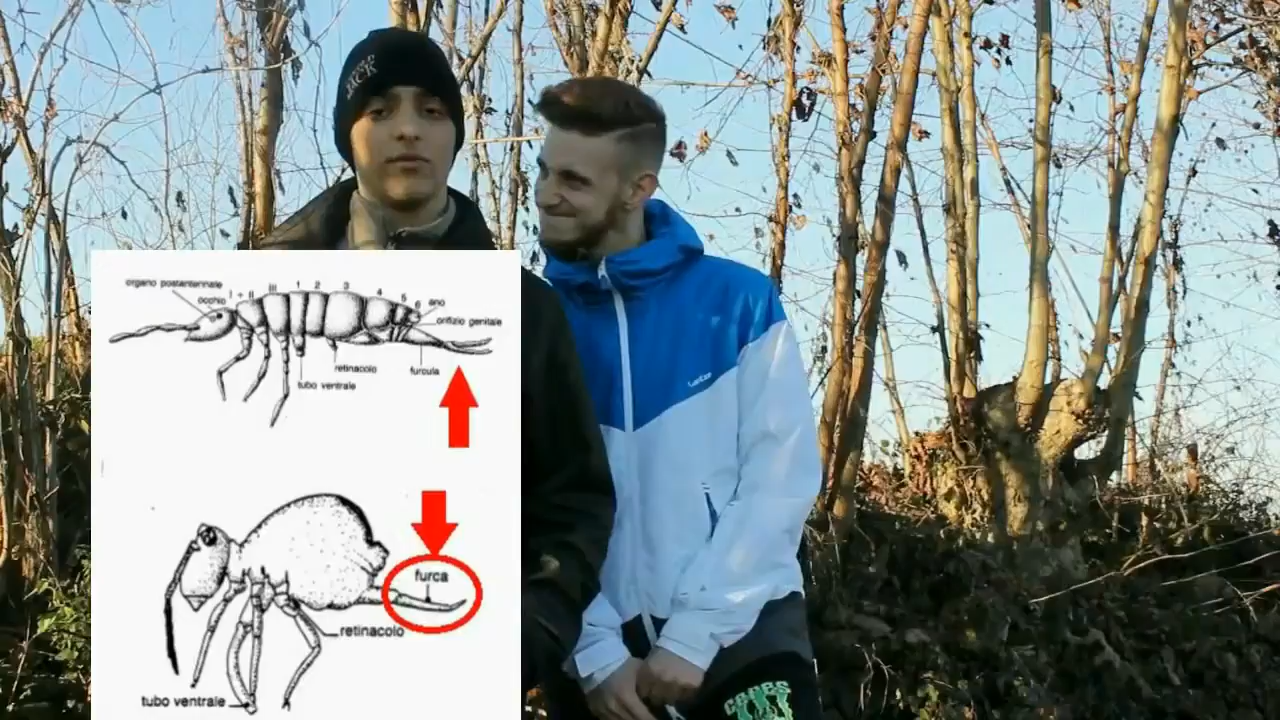 organo postantennale
occhio I + II III 1 2 3 4 5 6 ano
orifizio genitale
retinacolo
furcula
tubo ventrale
furca
retinacolo
tubo ventrale